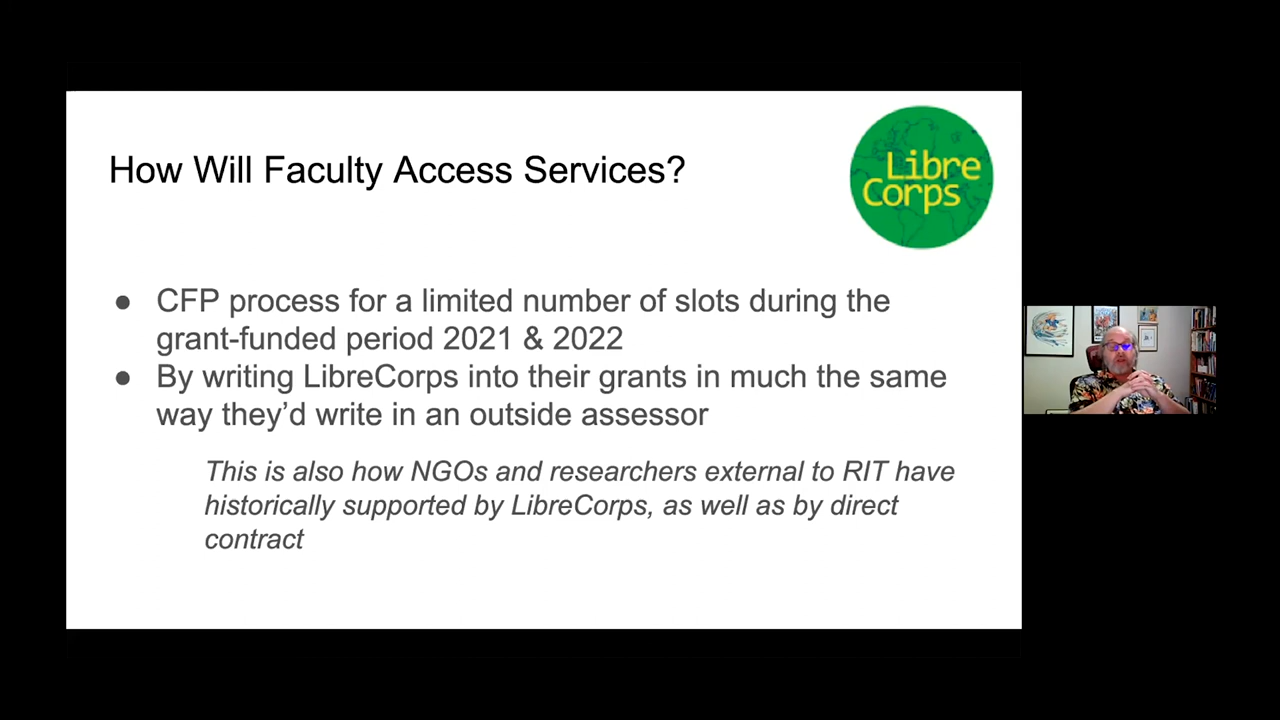 How Will Faculty Access Services?
Libre
Corps
● CFP process for a limited number of slots during the
grant-funded period 2021 & 2022
● By writing LibreCorps into their grants in much the same
way they’d write in an outside assessor
This is also how NGOs and researchers external to RIT have
historically supported by LibreCorps, as well as by direct
contract